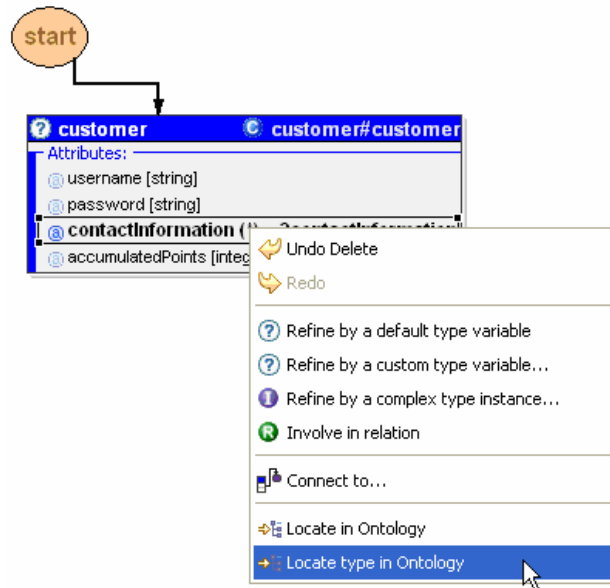 start
customer customer#customer
Attributes:
username [string]
password [string]
contactInformation
accumulatedPoints
Undo Delete
Redo
Refine by a default type variable
Refine by a custom type variable...
Refine by a complex type instance...
Involve in relation
Connect to...
Locate in Ontology
Locate type in Ontology